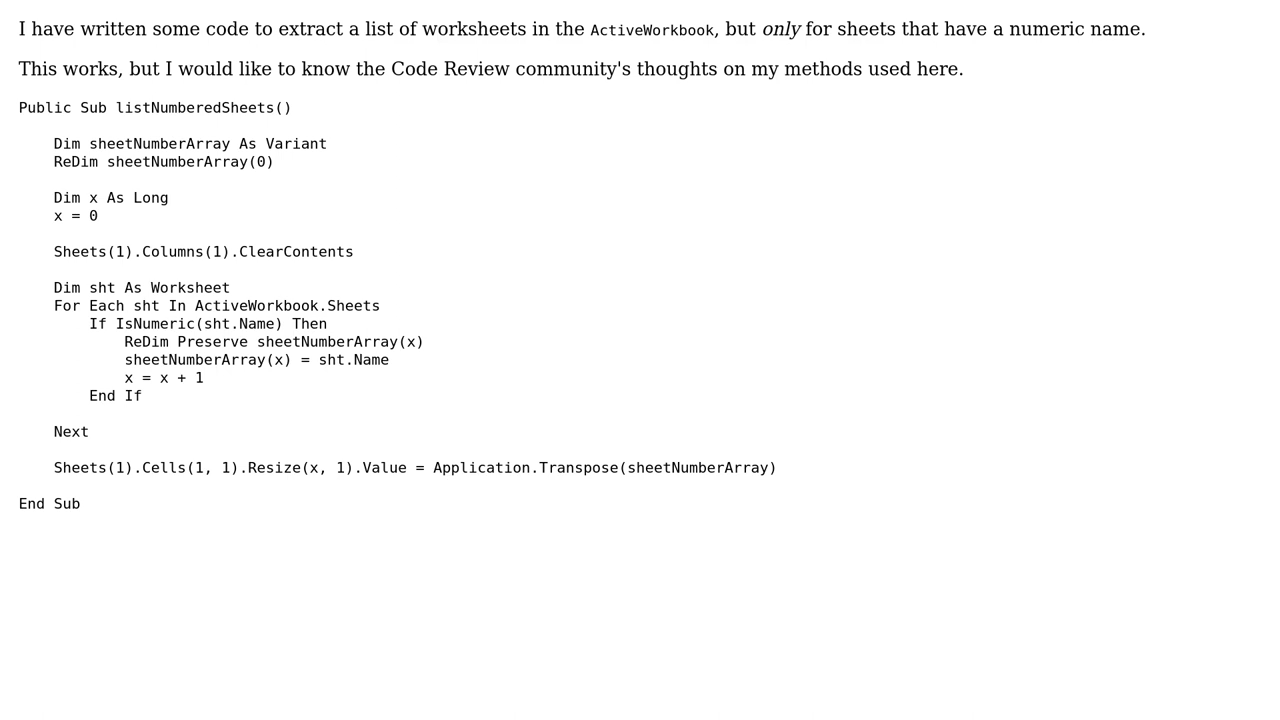 I have written some code to extract a list of worksheets in the ActiveWorkbook, but only for sheets that have a numeric name.
This works, but I would like to know the Code Review community's thoughts on my methods used here.
Public Sub listNumberedSheets()
    Dim sheetNumberArray As Variant
    ReDim sheetNumberArray(0)
    Dim x As Long
    x = 0
    Sheets(1).Columns(1).ClearContents
    Dim sht As Worksheet
    For Each sht In ActiveWorkbook.Sheets
        If IsNumeric(sht.Name) Then
            ReDim Preserve sheetNumberArray(x)
            sheetNumberArray(x) = sht.Name
            x = x + 1
        End If
    Next
    Sheets(1).Cells(1, 1).Resize(x, 1).Value = Application.Transpose(sheetNumberArray)
End Sub